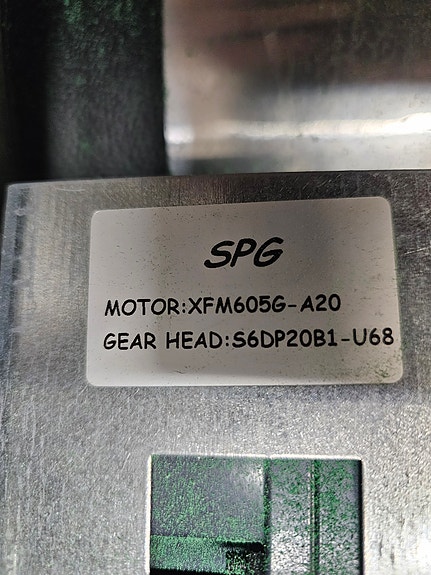 SPG
MOTOR:XFM605G-A20
GEAR HEAD:S6DP20B1-U68